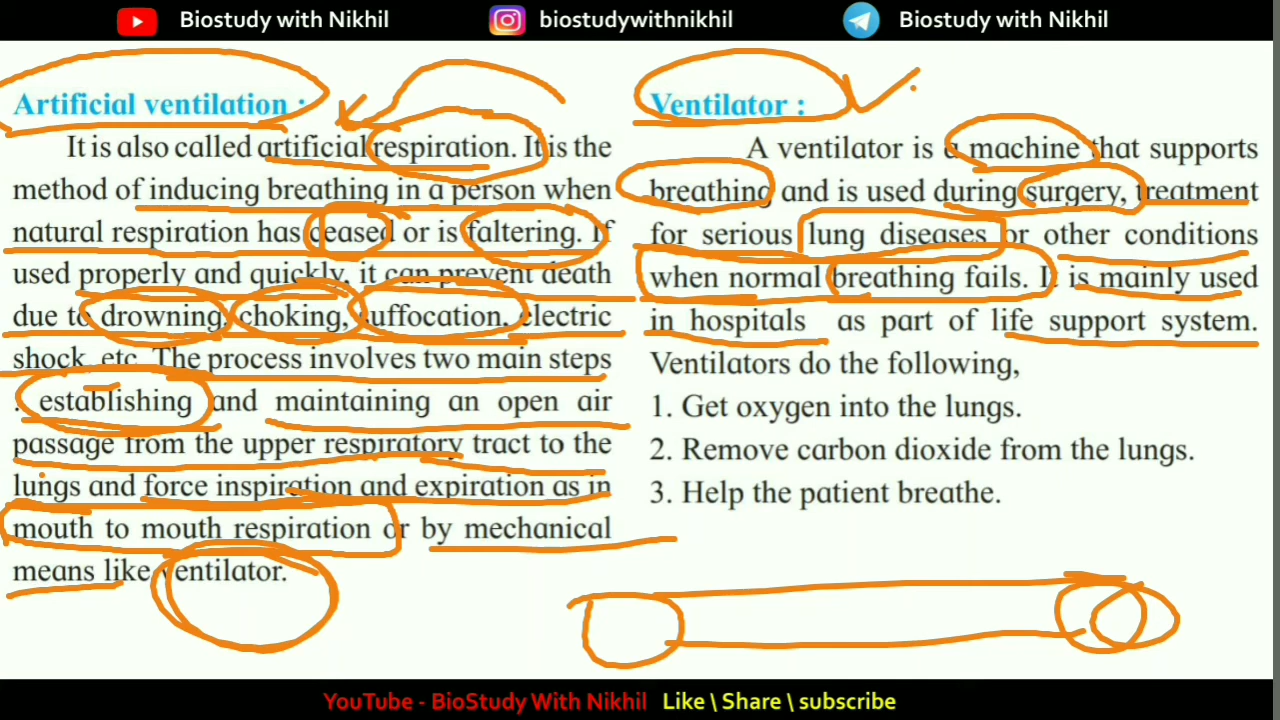 Biostudy with Nikhil
biostudywithnikhil
Biostudy with Nikhil
Artificial ventilation :
It is also called artificial respiration. It is the
method of inducing breathing in a person when
natural respiration has ceased or is faltering. If
used properly and quickly, it can prevent death
due to drowning, choking, suffocation, electric
shock, etc. The process involves two main steps
. establishing and maintaining an open air
passage from the upper respiratory tract to the
lungs and force inspiration and expiration as in
mouth to mouth respiration or by mechanical
means like ventilator.
Ventilator :
A ventilator is a machine that supports
breathing and is used during surgery, treatment
for serious lung diseases or other conditions
when normal breathing fails. It is mainly used
in hospitals as part of life support system.
Ventilators do the following,
1. Get oxygen into the lungs.
2. Remove carbon dioxide from the lungs.
3. Help the patient breathe.
YouTube - BioStudy With Nikhil Like \ Share \ subscribe